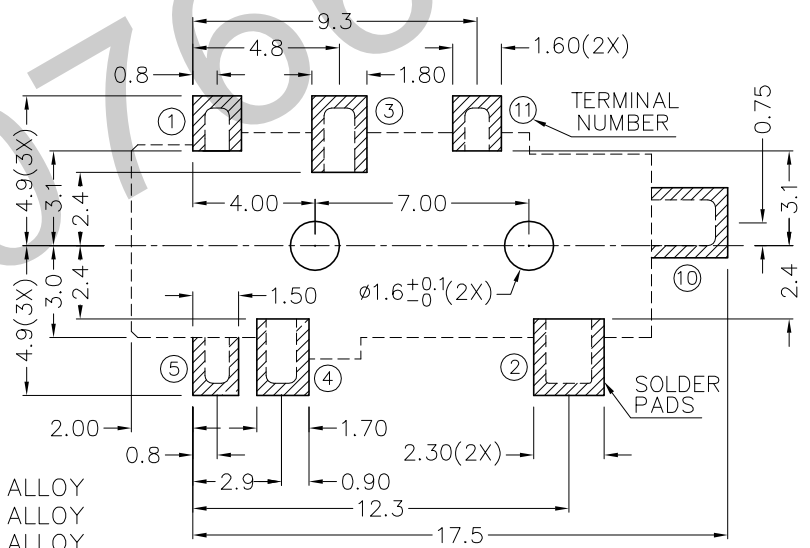 9.3
4.8
1.60(2X)
0.8
1.80
1
3
11
TERMINAL
NUMBER
0.75
4.9(3X)
3.1
2.4
4.00
7.00
3.1
3.0
2.4
4.9(3X)
1.50
ø1.6+0.1-0(2X)
10
2.4
5
4
2
SOLDER
PADS
2.00
1.70
0.8
2.30(2X)
2.9
0.90
ALLOY
12.3
ALLOY
17.5
ALLOY
076